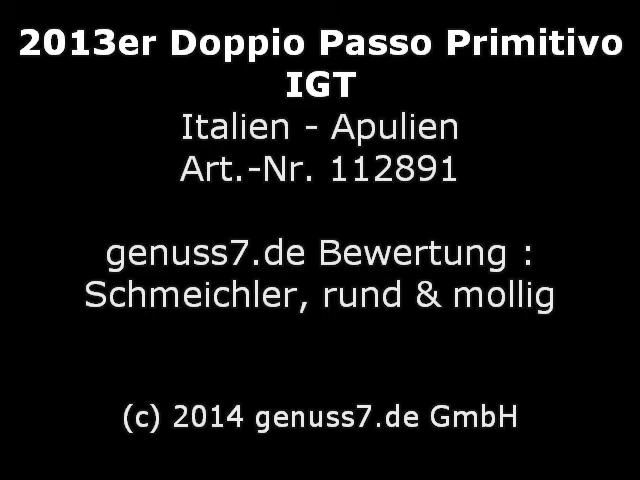 2013er Doppio Passo Primitivo
IGT
Italien - Apulien
Art.-Nr. 112891
genuss7.de Bewertung :
Schmeichler, rund & mollig
(c) 2014 genuss7.de GmbH